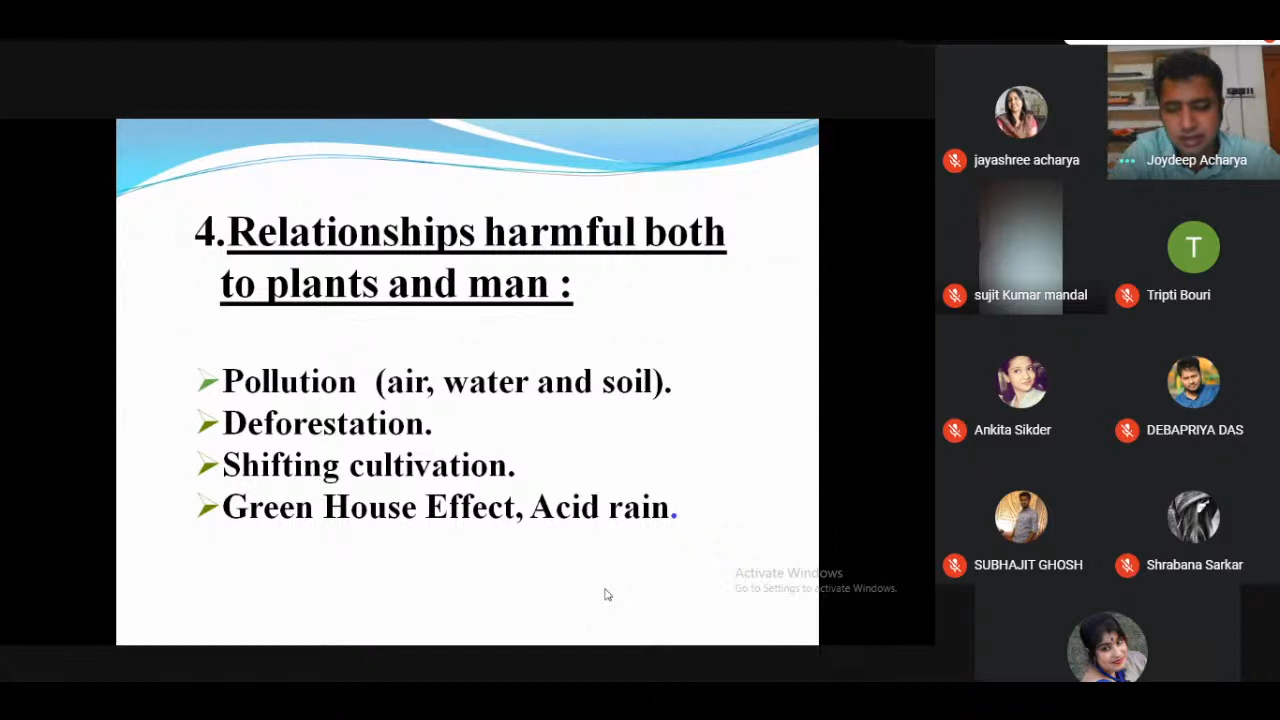 4.Relationships harmful both
to plants and man :
Pollution (air, water and soil).
Deforestation.
Shifting cultivation.
Green House Effect, Acid rain.
Activate Windows
Go to Settings to activate Windows.
jayashree acharya
Joydeep Acharya
sujit Kumar mandal
T
Tripti Bouri
Ankita Sikder
DEBAPRIYA DAS
SUBHAJIT GHOSH
Shrabana Sarkar